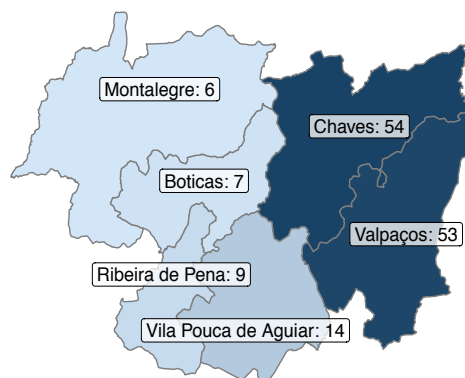 Montalegre: 6
Chaves: 54
Boticas: 7
Valpaços: 53
Ribeira de Pena: 9
Vila Pouca de Aguiar: 14